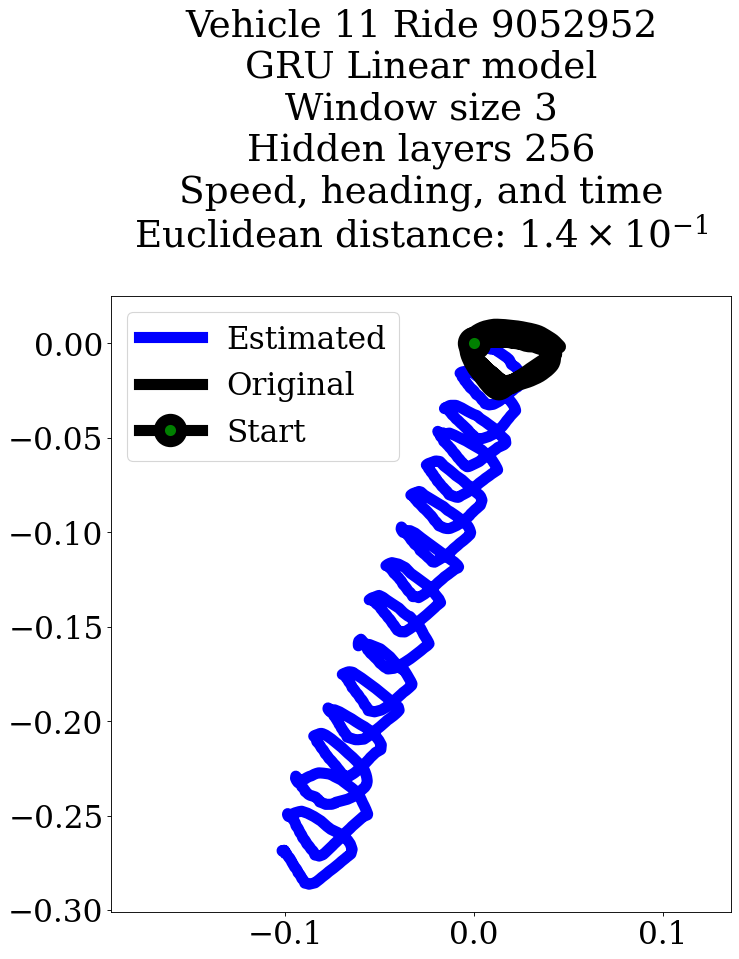 Vehicle 11 Ride 9052952
GRU Linear model
Window size 3
Hidden layers 256
Speed, heading, and time
Euclidean distance: 1.4 × 10⁻¹
Estimated
Original
Start
0.00
−0.05
−0.10
−0.15
−0.20
−0.25
−0.30
−0.1
0.0
0.1